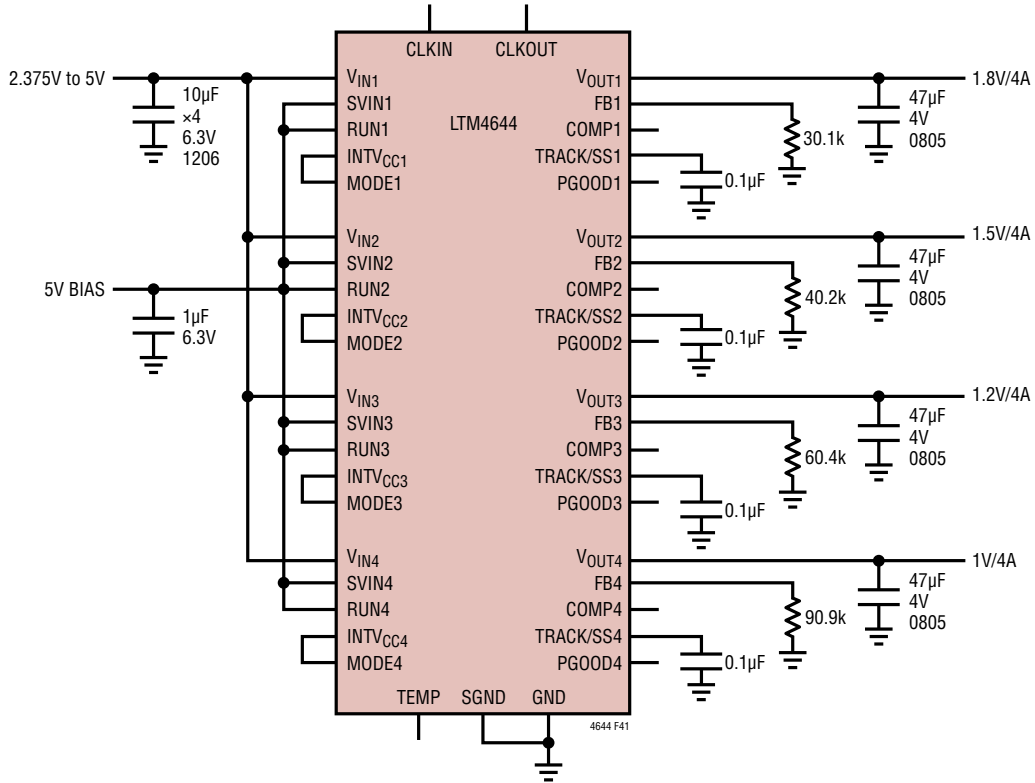 CLKIN CLKOUT
2.375V to 5V
10µF
×4
6.3V
1206
5V BIAS
1µF
6.3V
LTM4644
VIN1
SVIN1
RUN1
INTVCC1
MODE1
VIN2
SVIN2
RUN2
INTVCC2
MODE2
VIN3
SVIN3
RUN3
INTVCC3
MODE3
VIN4
SVIN4
RUN4
INTVCC4
MODE4
VOUT1
FB1
COMP1
TRACK/SS1
PGOOD1
VOUT2
FB2
COMP2
TRACK/SS2
PGOOD2
VOUT3
FB3
COMP3
TRACK/SS3
PGOOD3
VOUT4
FB4
COMP4
TRACK/SS4
PGOOD4
TEMP SGND GND
4644 F41
0.1µF
30.1k
47µF
4V
0805
1.8V/4A
0.1µF
40.2k
47µF
4V
0805
1.5V/4A
0.1µF
60.4k
47µF
4V
0805
1.2V/4A
0.1µF
90.9k
47µF
4V
0805
1V/4A